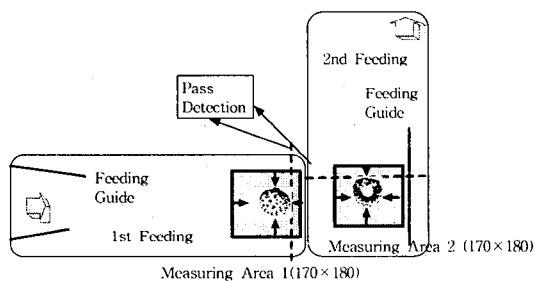 2nd Feeding
Pass
Detection
Feeding
Guide
Feeding
Guide
1st Feeding
Measuring Area 2 (170×180)
Measuring Area 1(170×180)